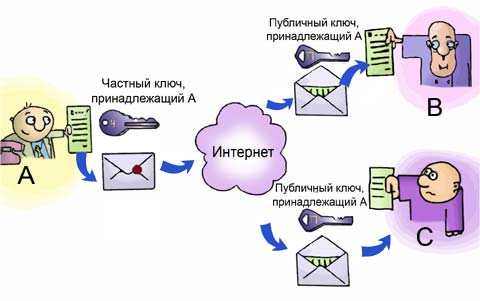 Публичный ключ,
принадлежащий А
В
Частный ключ,
принадлежащий А
А
Интернет
Публичный ключ,
принадлежащий А
С